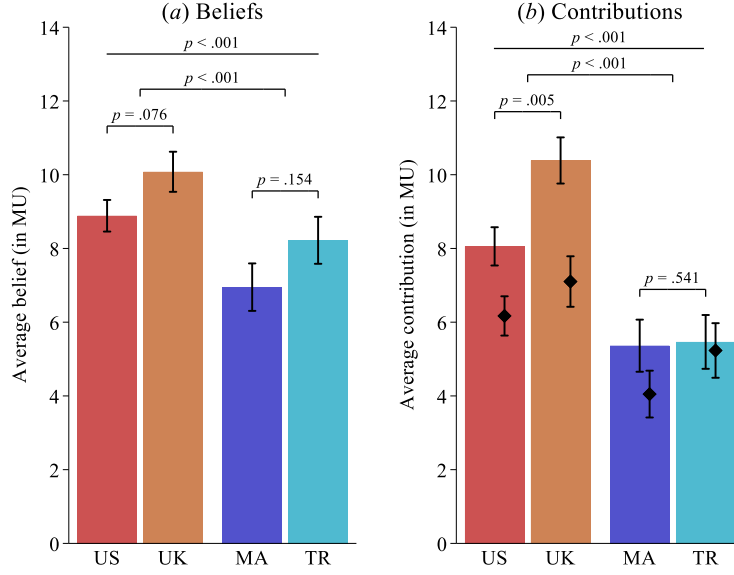 (a) Beliefs
14
12
10
8
6
4
2
0
Average belief (in MU)
p < .001
p < .001
p = .076
p = .154
US
UK
MA
TR
(b) Contributions
14
12
10
8
6
4
2
0
Average contribution (in MU)
p < .001
p < .001
p = .005
p = .541
US
UK
MA
TR